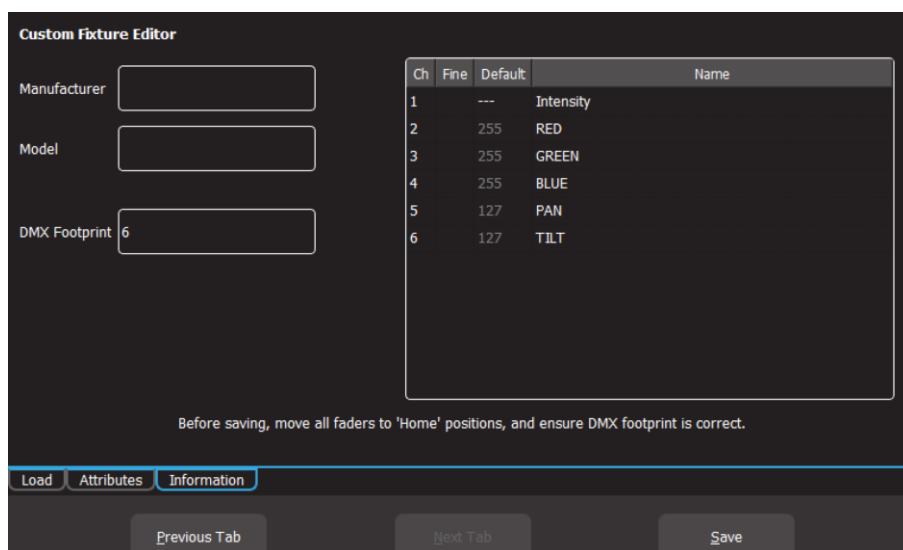 Custom Fixture Editor
Manufacturer
Model
DMX Footprint 6
Ch Fine Default Name
1 --- Intensity
2 255 RED
3 255 GREEN
4 255 BLUE
5 127 PAN
6 127 TILT
Before saving, move all faders to 'Home' positions, and ensure DMX footprint is correct.
Load Attributes Information
Previous Tab Next Tab Save